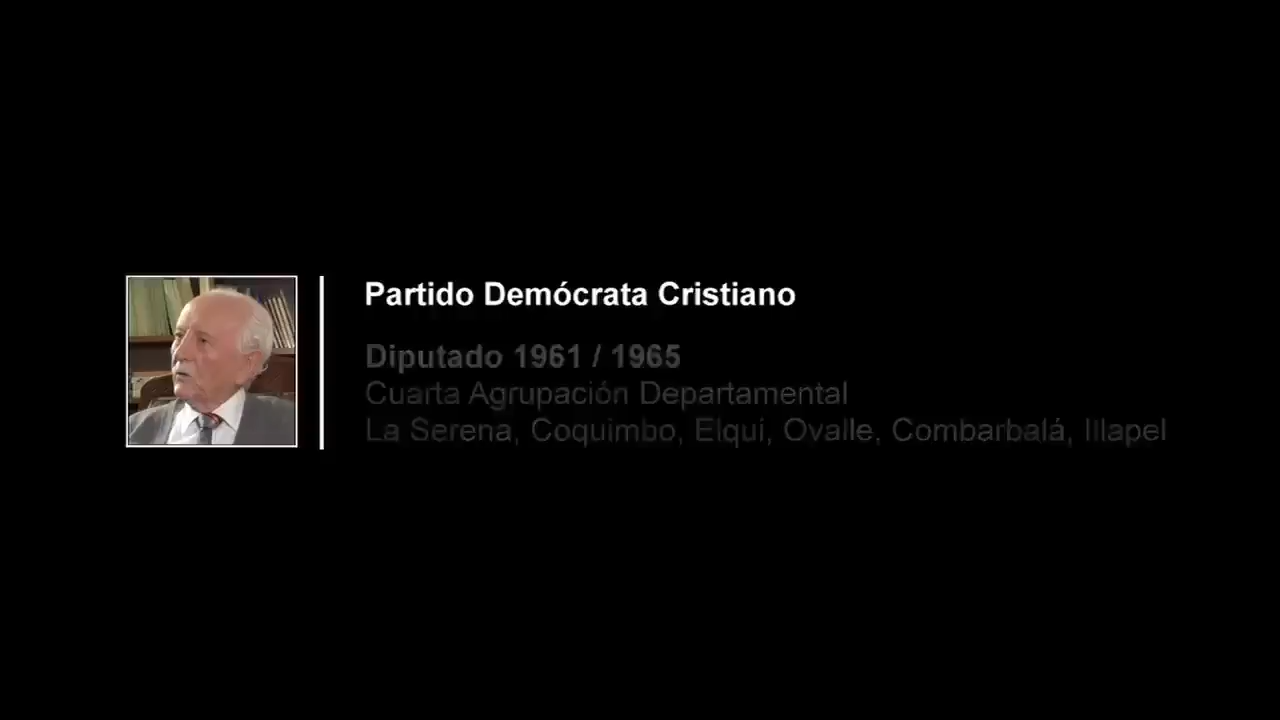 Partido Demócrata Cristiano
Diputado 1961 / 1965
Cuarta Agrupación Departamental
La Serena, Coquimbo, Elqui, Ovalle, Combarbalá, Illapel